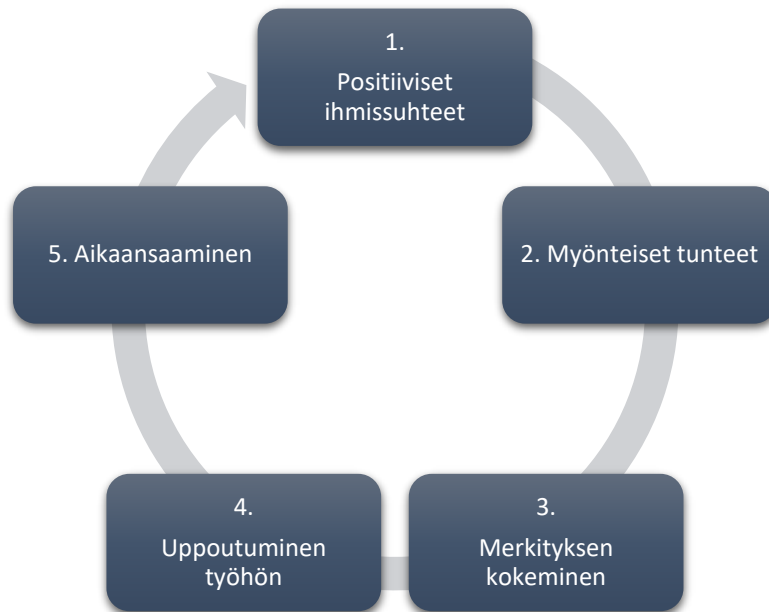 1.
Positiiviset
ihmissuhteet
2. Myönteiset tunteet
3.
Merkityksen
kokeminen
4.
Uppoutuminen
työhön
5. Aikaansaaminen